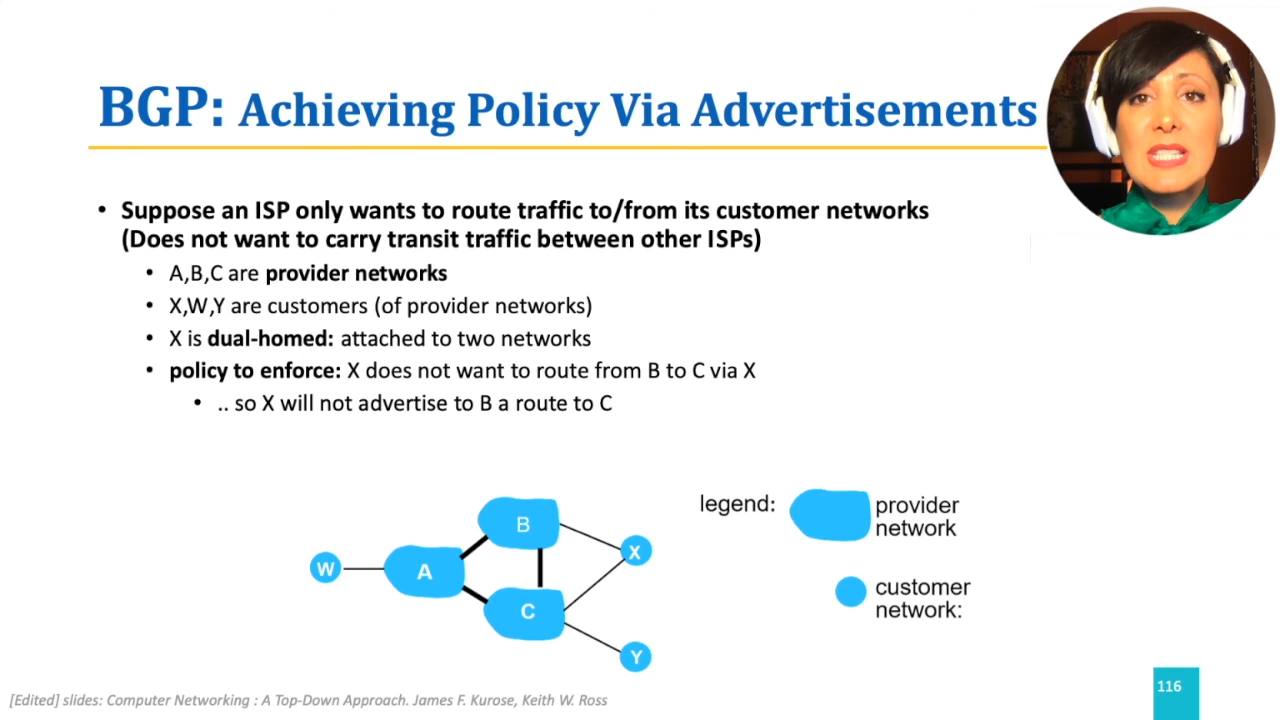 BGP: Achieving Policy Via Advertisements
• Suppose an ISP only wants to route traffic to/from its customer networks
(Does not want to carry transit traffic between other ISPs)
• A,B,C are provider networks
• X,W,Y are customers (of provider networks)
• X is dual-homed: attached to two networks
• policy to enforce: X does not want to route from B to C via X
• .. so X will not advertise to B a route to C
legend:
provider
network
customer
network:
B
X
W
A
C
Y
116
[Edited] slides: Computer Networking : A Top-Down Approach. James F. Kurose, Keith W. Ross